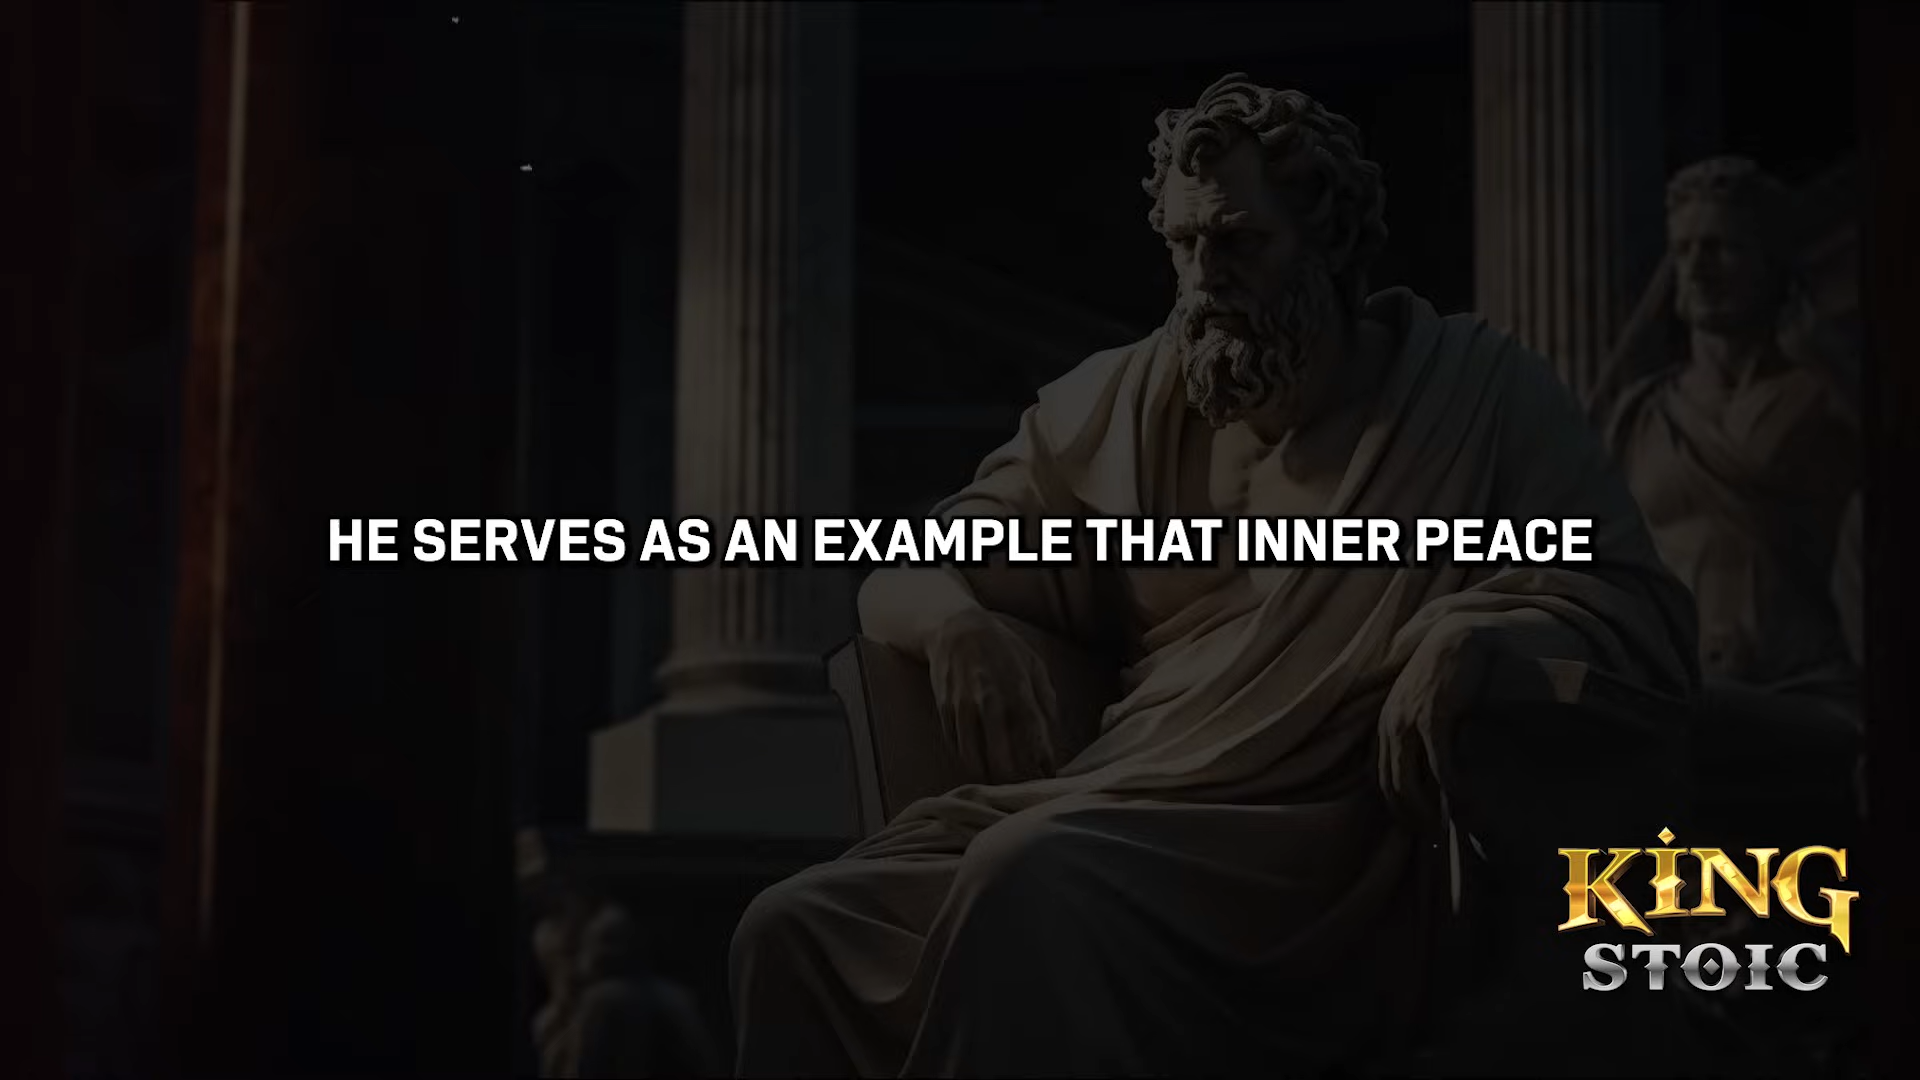 HE SERVES AS AN EXAMPLE THAT INNER PEACE
KING
STOIC